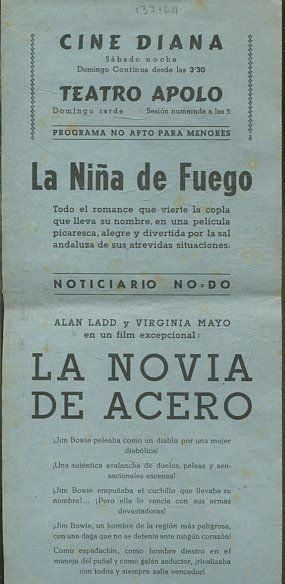 137164
CINE DIANA
Sábado noche
Domingo Contínua desde las 3'30
TEATRO APOLO
Domingo tarde Sesión numerada a las 5
PROGRAMA NO APTO PARA MENORES
La Niña de Fuego
Todo el romance que vierte la copla
que lleva su nombre, en una película
picaresca, alegre y divertida por la sal
andaluza de sus atrevidas situaciones.
NOTICIARIO NO=DO
ALAN LADD y VIRGINIA MAYO
en un film excepcional:
LA NOVIA
DE ACERO
¡Jim Bowie peleaba como un diablo por una mujer
diabólica!
¡Una auténtica avalancha de duelos, peleas y sen-
sacionales escenas!
¡Jim Bowie empuñaba el cuchillo que llevaba su
nombre!... ¡Pero ella lo vencía con sus armas
devastadoras!
¡Jim Bowie, un hombre de la región más peligrosa,
con una daga que no se detenía ante ningún corazón!
Como espadachín, como hombre diestro en el
manejo del puñal y como galán seductor, ¡rivalizaba
con todos y siempre salía vencedor!